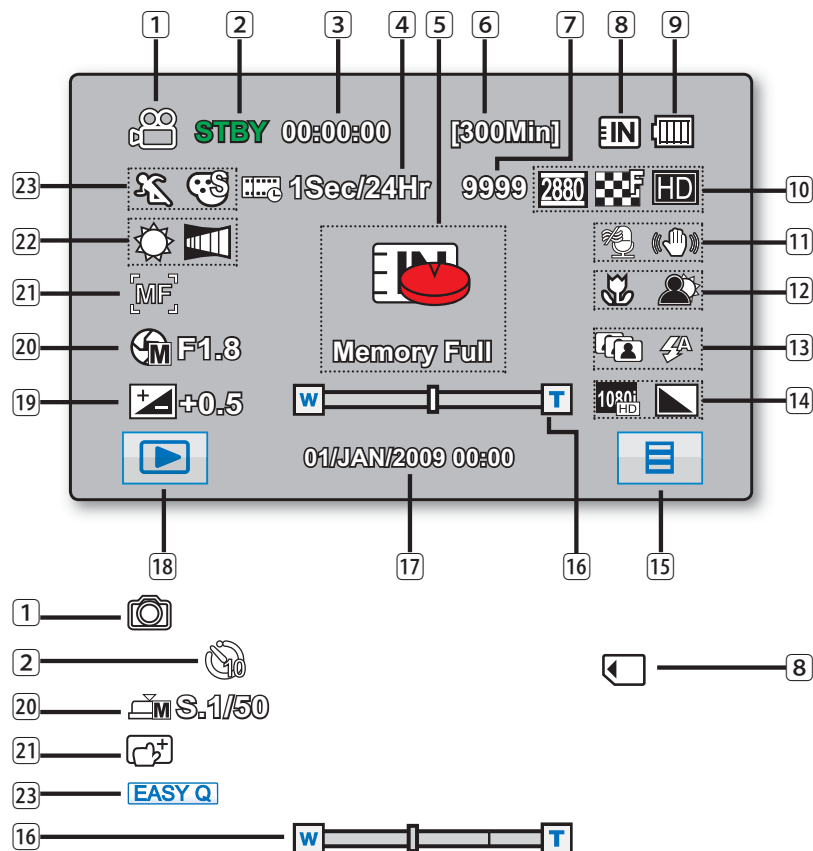 1 2 3 4 5 6 7 8 9
STBY 00:00:00 [300Min] IN
23 S 1Sec/24Hr 9999 2880 F HD 10
22 11
21 MF IN 12
20 M F1.8 Memory Full A 13
19 +0.5 W T 1080i HD 14
01/JAN/2009 00:00
18 17 16 15
1
2 10 8
20 M S.1/50
21
23 EASY Q
16 W T